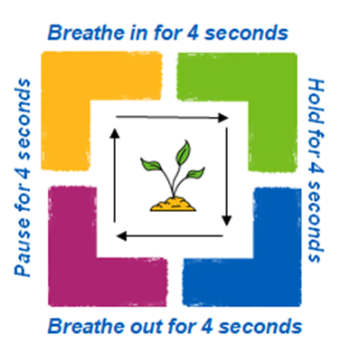 Breathe in for 4 seconds
Hold for 4 seconds
Breathe out for 4 seconds
Pause for 4 seconds